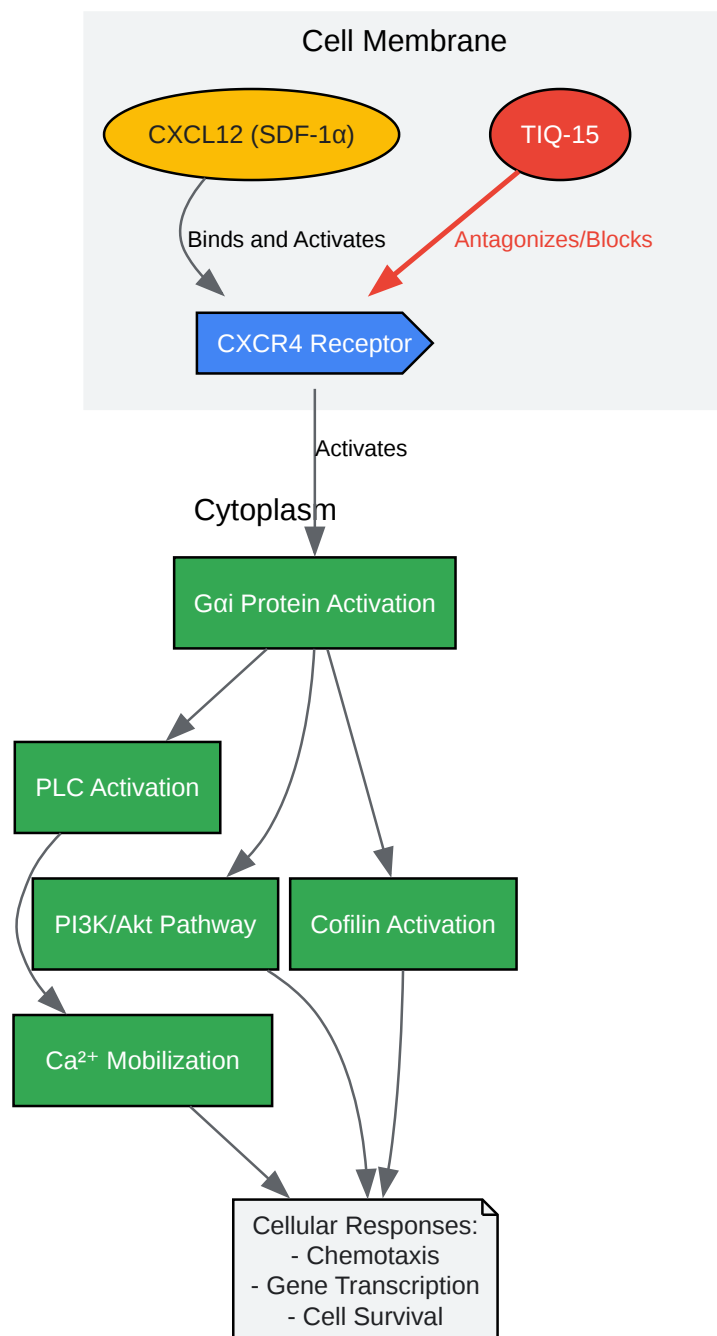 Cell Membrane
CXCL12 (SDF-1α)
TIQ-15
Binds and Activates
Antagonizes/Blocks
CXCR4 Receptor
Activates
Cytoplasm
Gαi Protein Activation
PLC Activation
PI3K/Akt Pathway
Cofilin Activation
Ca²⁺ Mobilization
Cellular Responses:
- Chemotaxis
- Gene Transcription
- Cell Survival